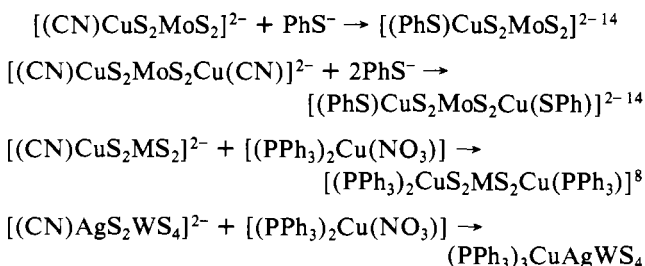 [(CN)CuS₂MoS₂]²⁻ + PhS⁻ → [(PhS)CuS₂MoS₂]²⁻ ¹⁴
[(CN)CuS₂MoS₂Cu(CN)]²⁻ + 2PhS⁻ →
[(PhS)CuS₂MoS₂Cu(SPh)]²⁻ ¹⁴
[(CN)CuS₂MS₂]²⁻ + [(PPh₃)₂Cu(NO₃)] →
[(PPh₃)₂CuS₂MS₂Cu(PPh₃)]⁸
[(CN)AgS₂WS₄]²⁻ + [(PPh₃)₂Cu(NO₃)] →
(PPh₃)₃CuAgWS₄